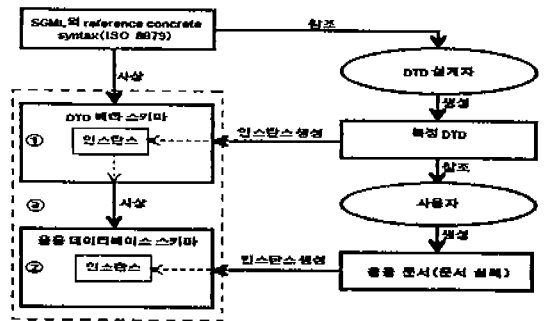 SGML의 reference concrete
syntax(ISO 8879)
참조
사상
DTD 설계자
생성
DTD 베학 스키마
①
인스탄스
인스탄스 생성
특정 DTD
참조
③
사상
사용자
생성
응용 데이타베이스 스키마
②
인스탄스
인스탄스 생성
응용 문서(문서 실례)